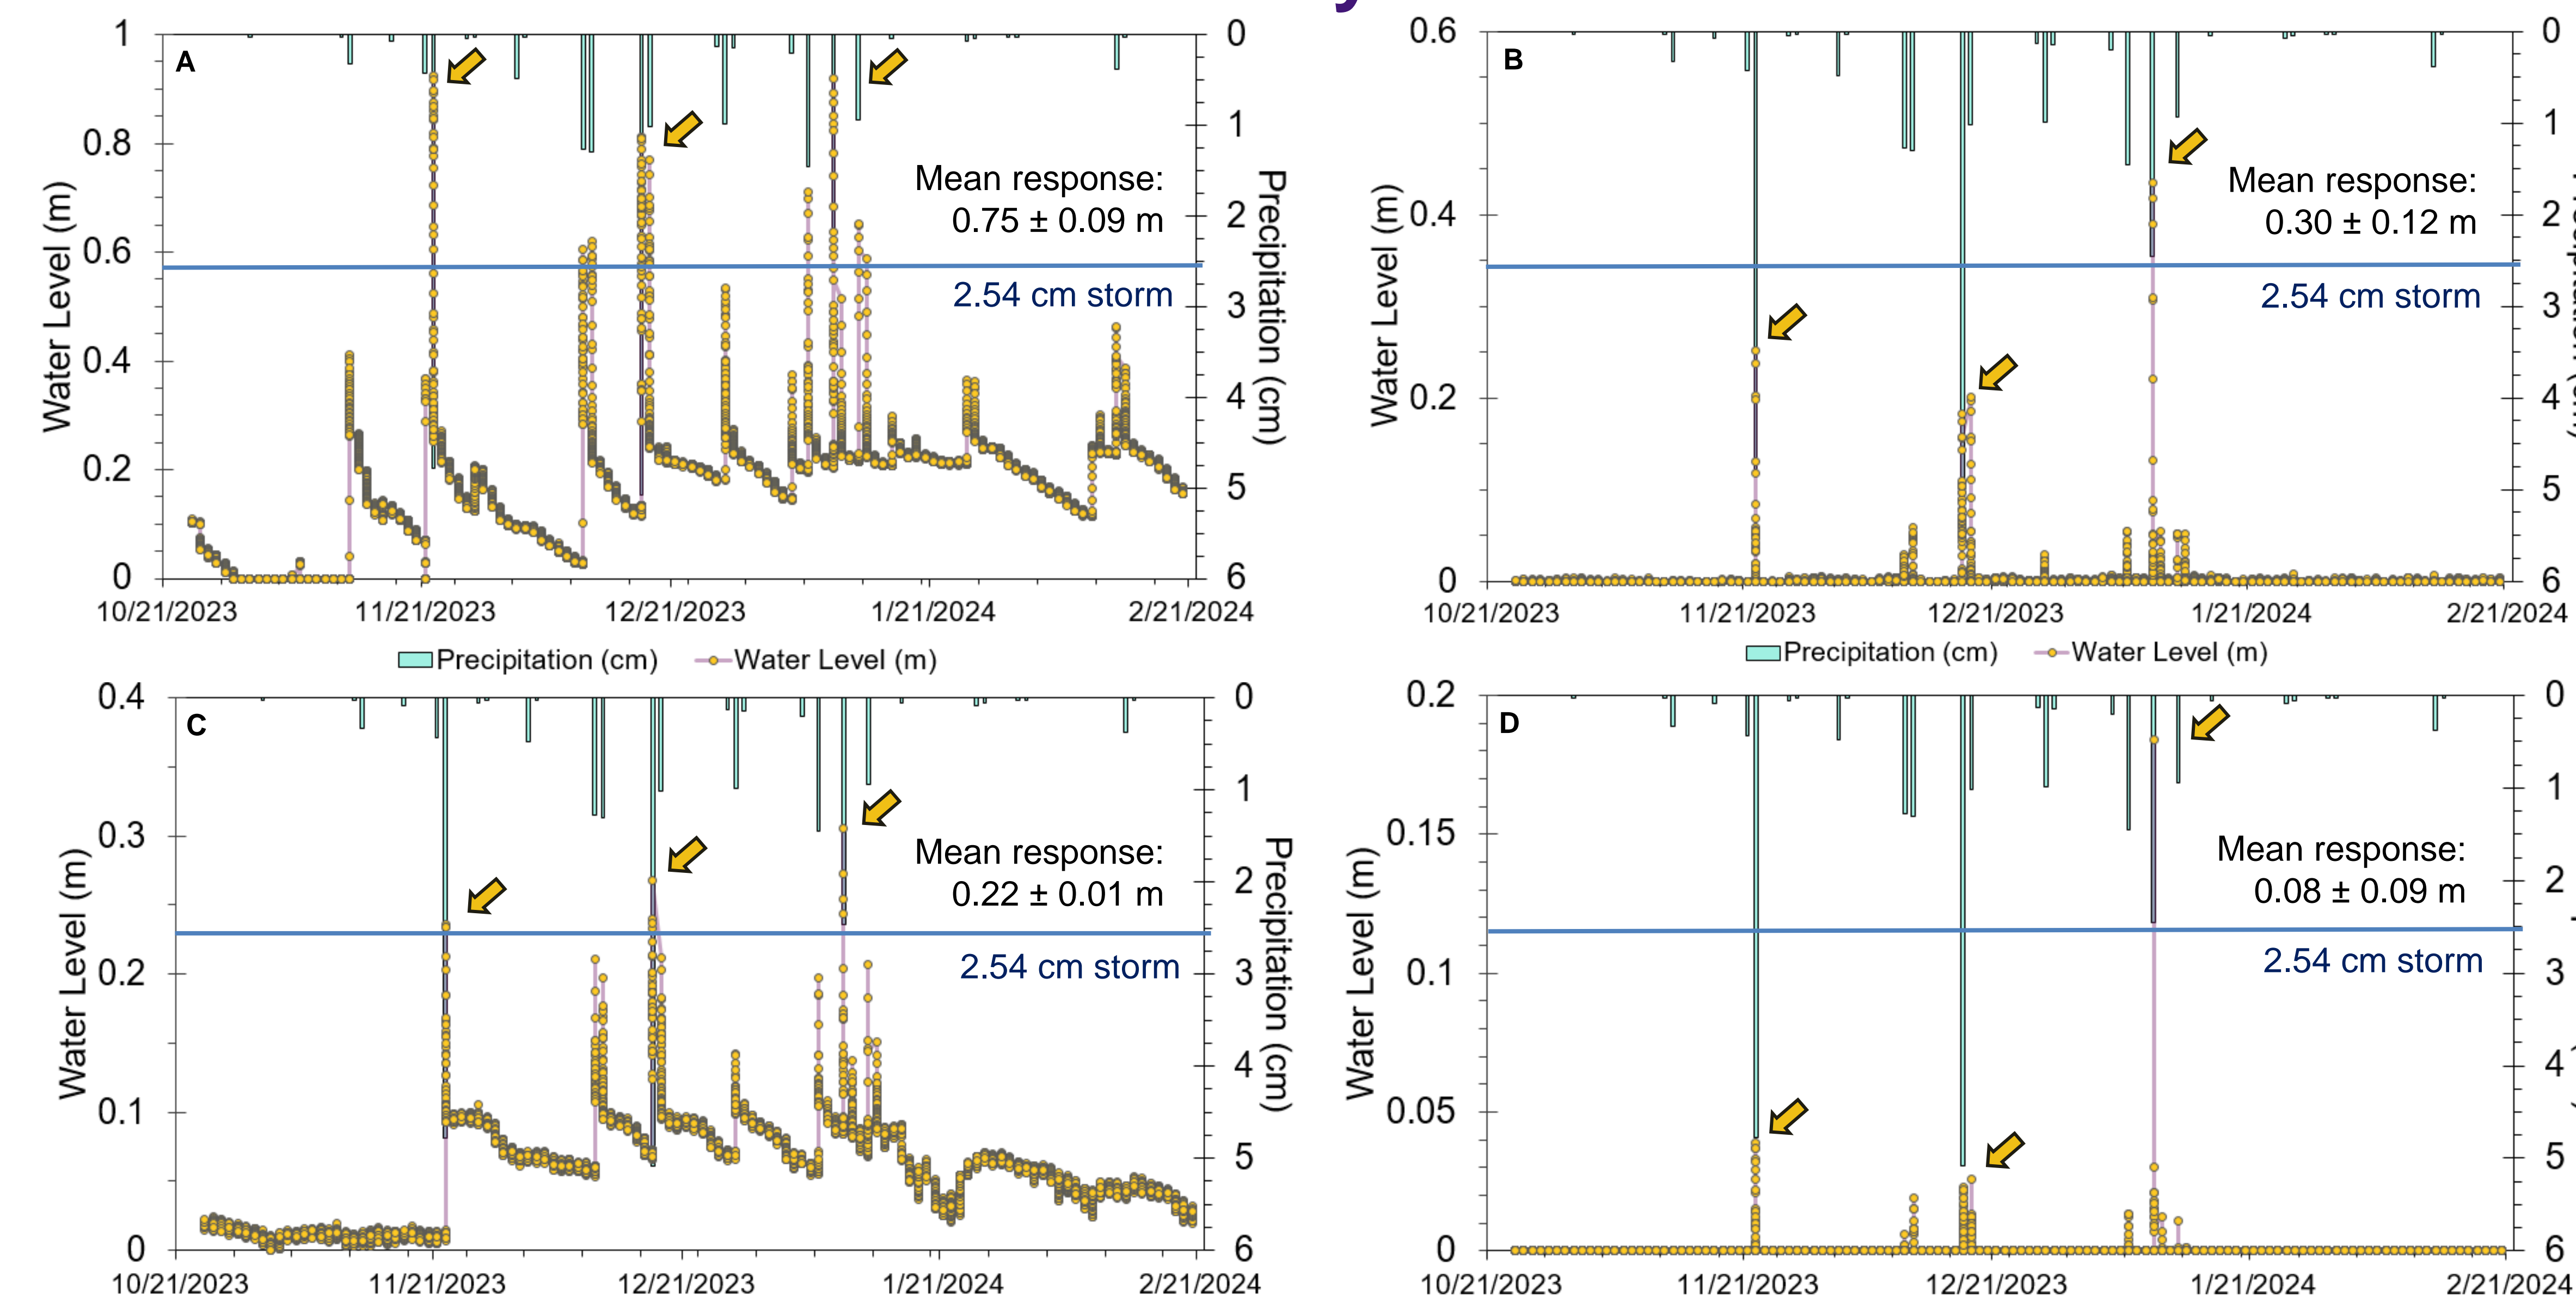 1
0.8
0.6
0.4
0.2
0
Water Level (m)
A
Mean response:
0.75 ± 0.09 m
2.54 cm storm
0
1
2
3
4
5
6
Precipitation (cm)
10/21/2023 11/21/2023 12/21/2023 1/21/2024 2/21/2024
Precipitation (cm) Water Level (m)
0.6
0.4
0.2
0
Water Level (m)
B
Mean response:
0.30 ± 0.12 m
2.54 cm storm
0
1
2
3
4
5
6
10/21/2023 11/21/2023 12/21/2023 1/21/2024 2/21/2024
Precipitation (cm) Water Level (m)
0.4
0.3
0.2
0.1
0
Water Level (m)
C
Mean response:
0.22 ± 0.01 m
2.54 cm storm
0
1
2
3
4
5
6
Precipitation (cm)
10/21/2023 11/21/2023 12/21/2023 1/21/2024 2/21/2024
0.2
0.15
0.1
0.05
0
Water Level (m)
D
Mean response:
0.08 ± 0.09 m
2.54 cm storm
0
1
2
3
4
5
6
10/21/2023 11/21/2023 12/21/2023 1/21/2024 2/21/2024